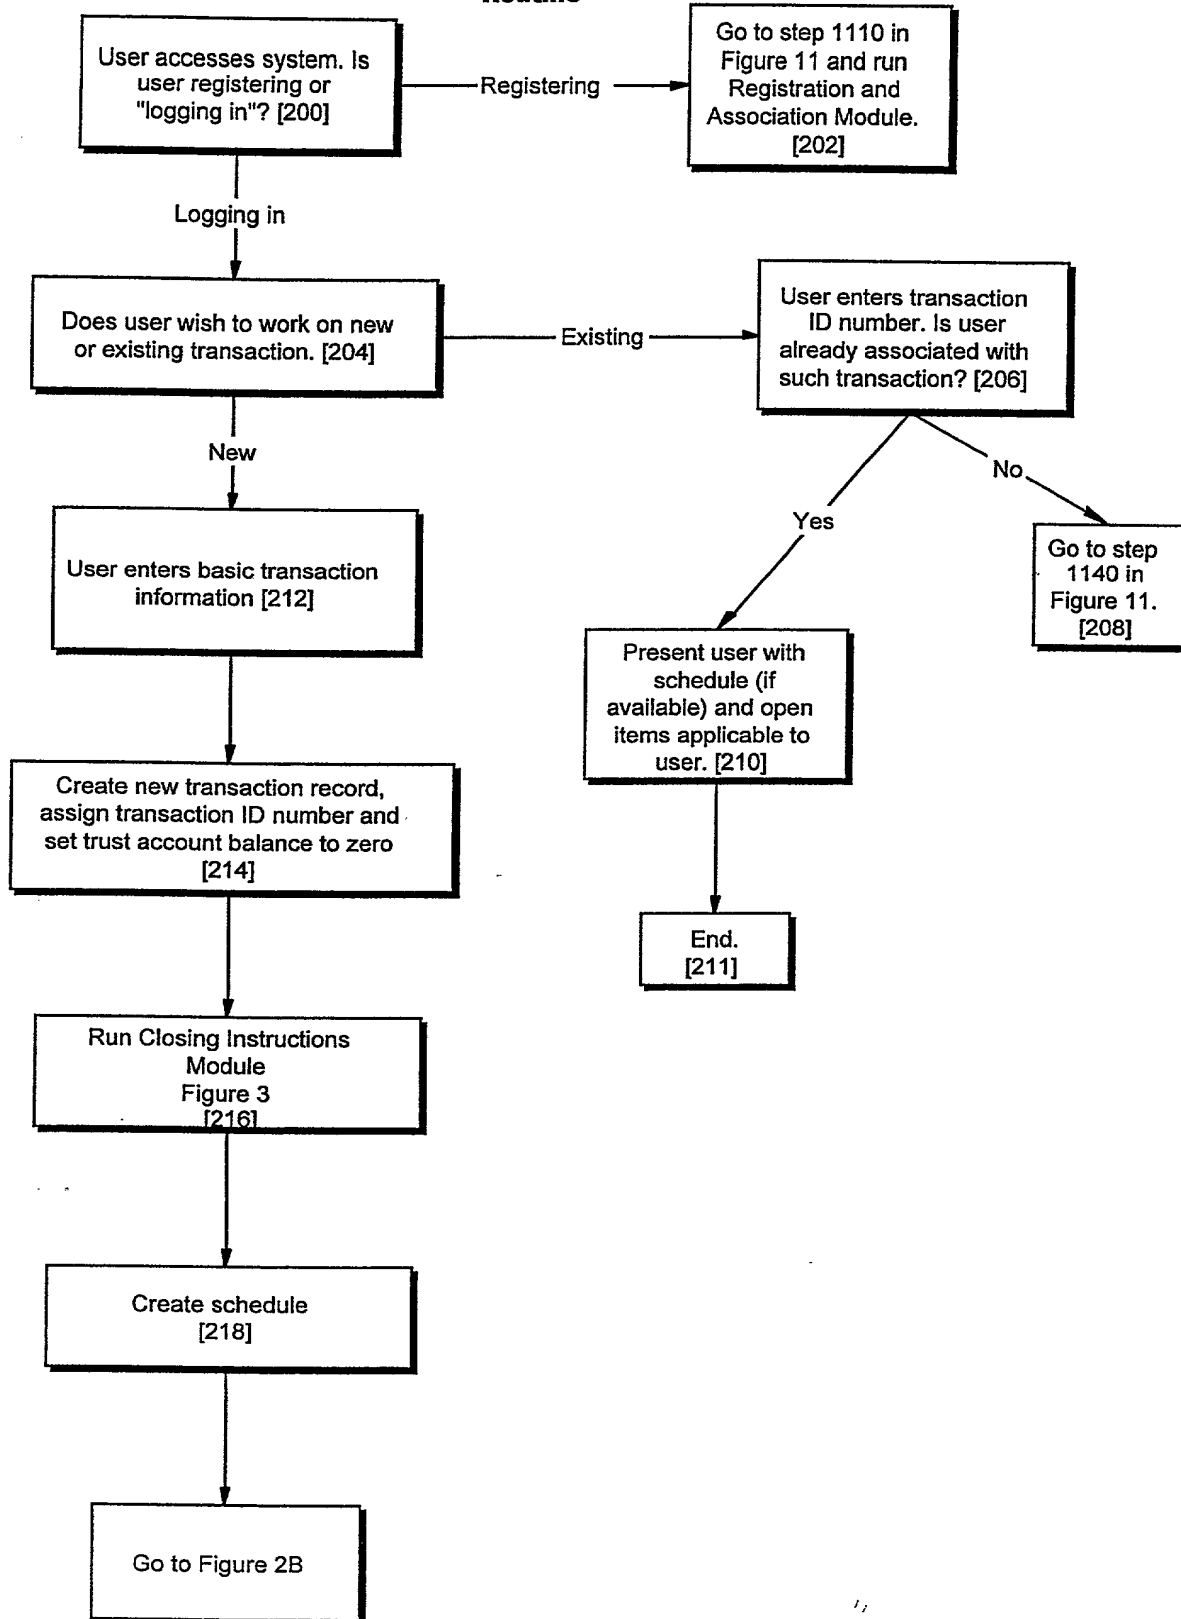 User accesses system. Is
user registering or
"logging in"? [200]
Registering
Go to step 1110 in
Figure 11 and run
Registration and
Association Module.
[202]
Logging in
Does user wish to work on new
or existing transaction. [204]
Existing
User enters transaction
ID number. Is user
already associated with
such transaction? [206]
New
No
Yes
User enters basic transaction
information [212]
Go to step
1140 in
Figure 11.
[208]
Present user with
schedule (if
available) and open
items applicable to
user. [210]
Create new transaction record,
assign transaction ID number and
set trust account balance to zero
[214]
End.
[211]
Run Closing Instructions
Module
Figure 3
[216]
Create schedule
[218]
Go to Figure 2B